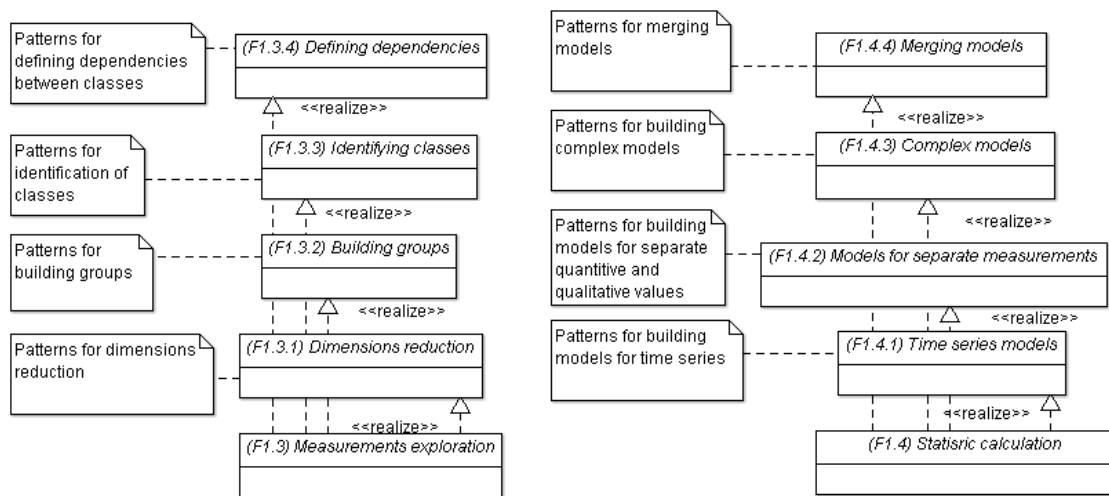 Patterns for
defining dependencies
between classes
(F1.3.4) Defining dependencies
<<realize>>
Patterns for
identification of
classes
(F1.3.3) Identifying classes
<<realize>>
Patterns for
building groups
(F1.3.2) Building groups
<<realize>>
Patterns for dimensions
reduction
(F1.3.1) Dimensions reduction
<<realize>>
(F1.3) Measurements exploration
Patterns for merging
models
(F1.4.4) Merging models
<<realize>>
Patterns for building
complex models
(F1.4.3) Complex models
<<realize>>
Patterns for building
models for separate
quantitive and
qualitative values
(F1.4.2) Models for separate measurements
<<realize>>
Patterns for building
models for time series
(F1.4.1) Time series models
<<realize>>
(F1.4) Statisric calculation